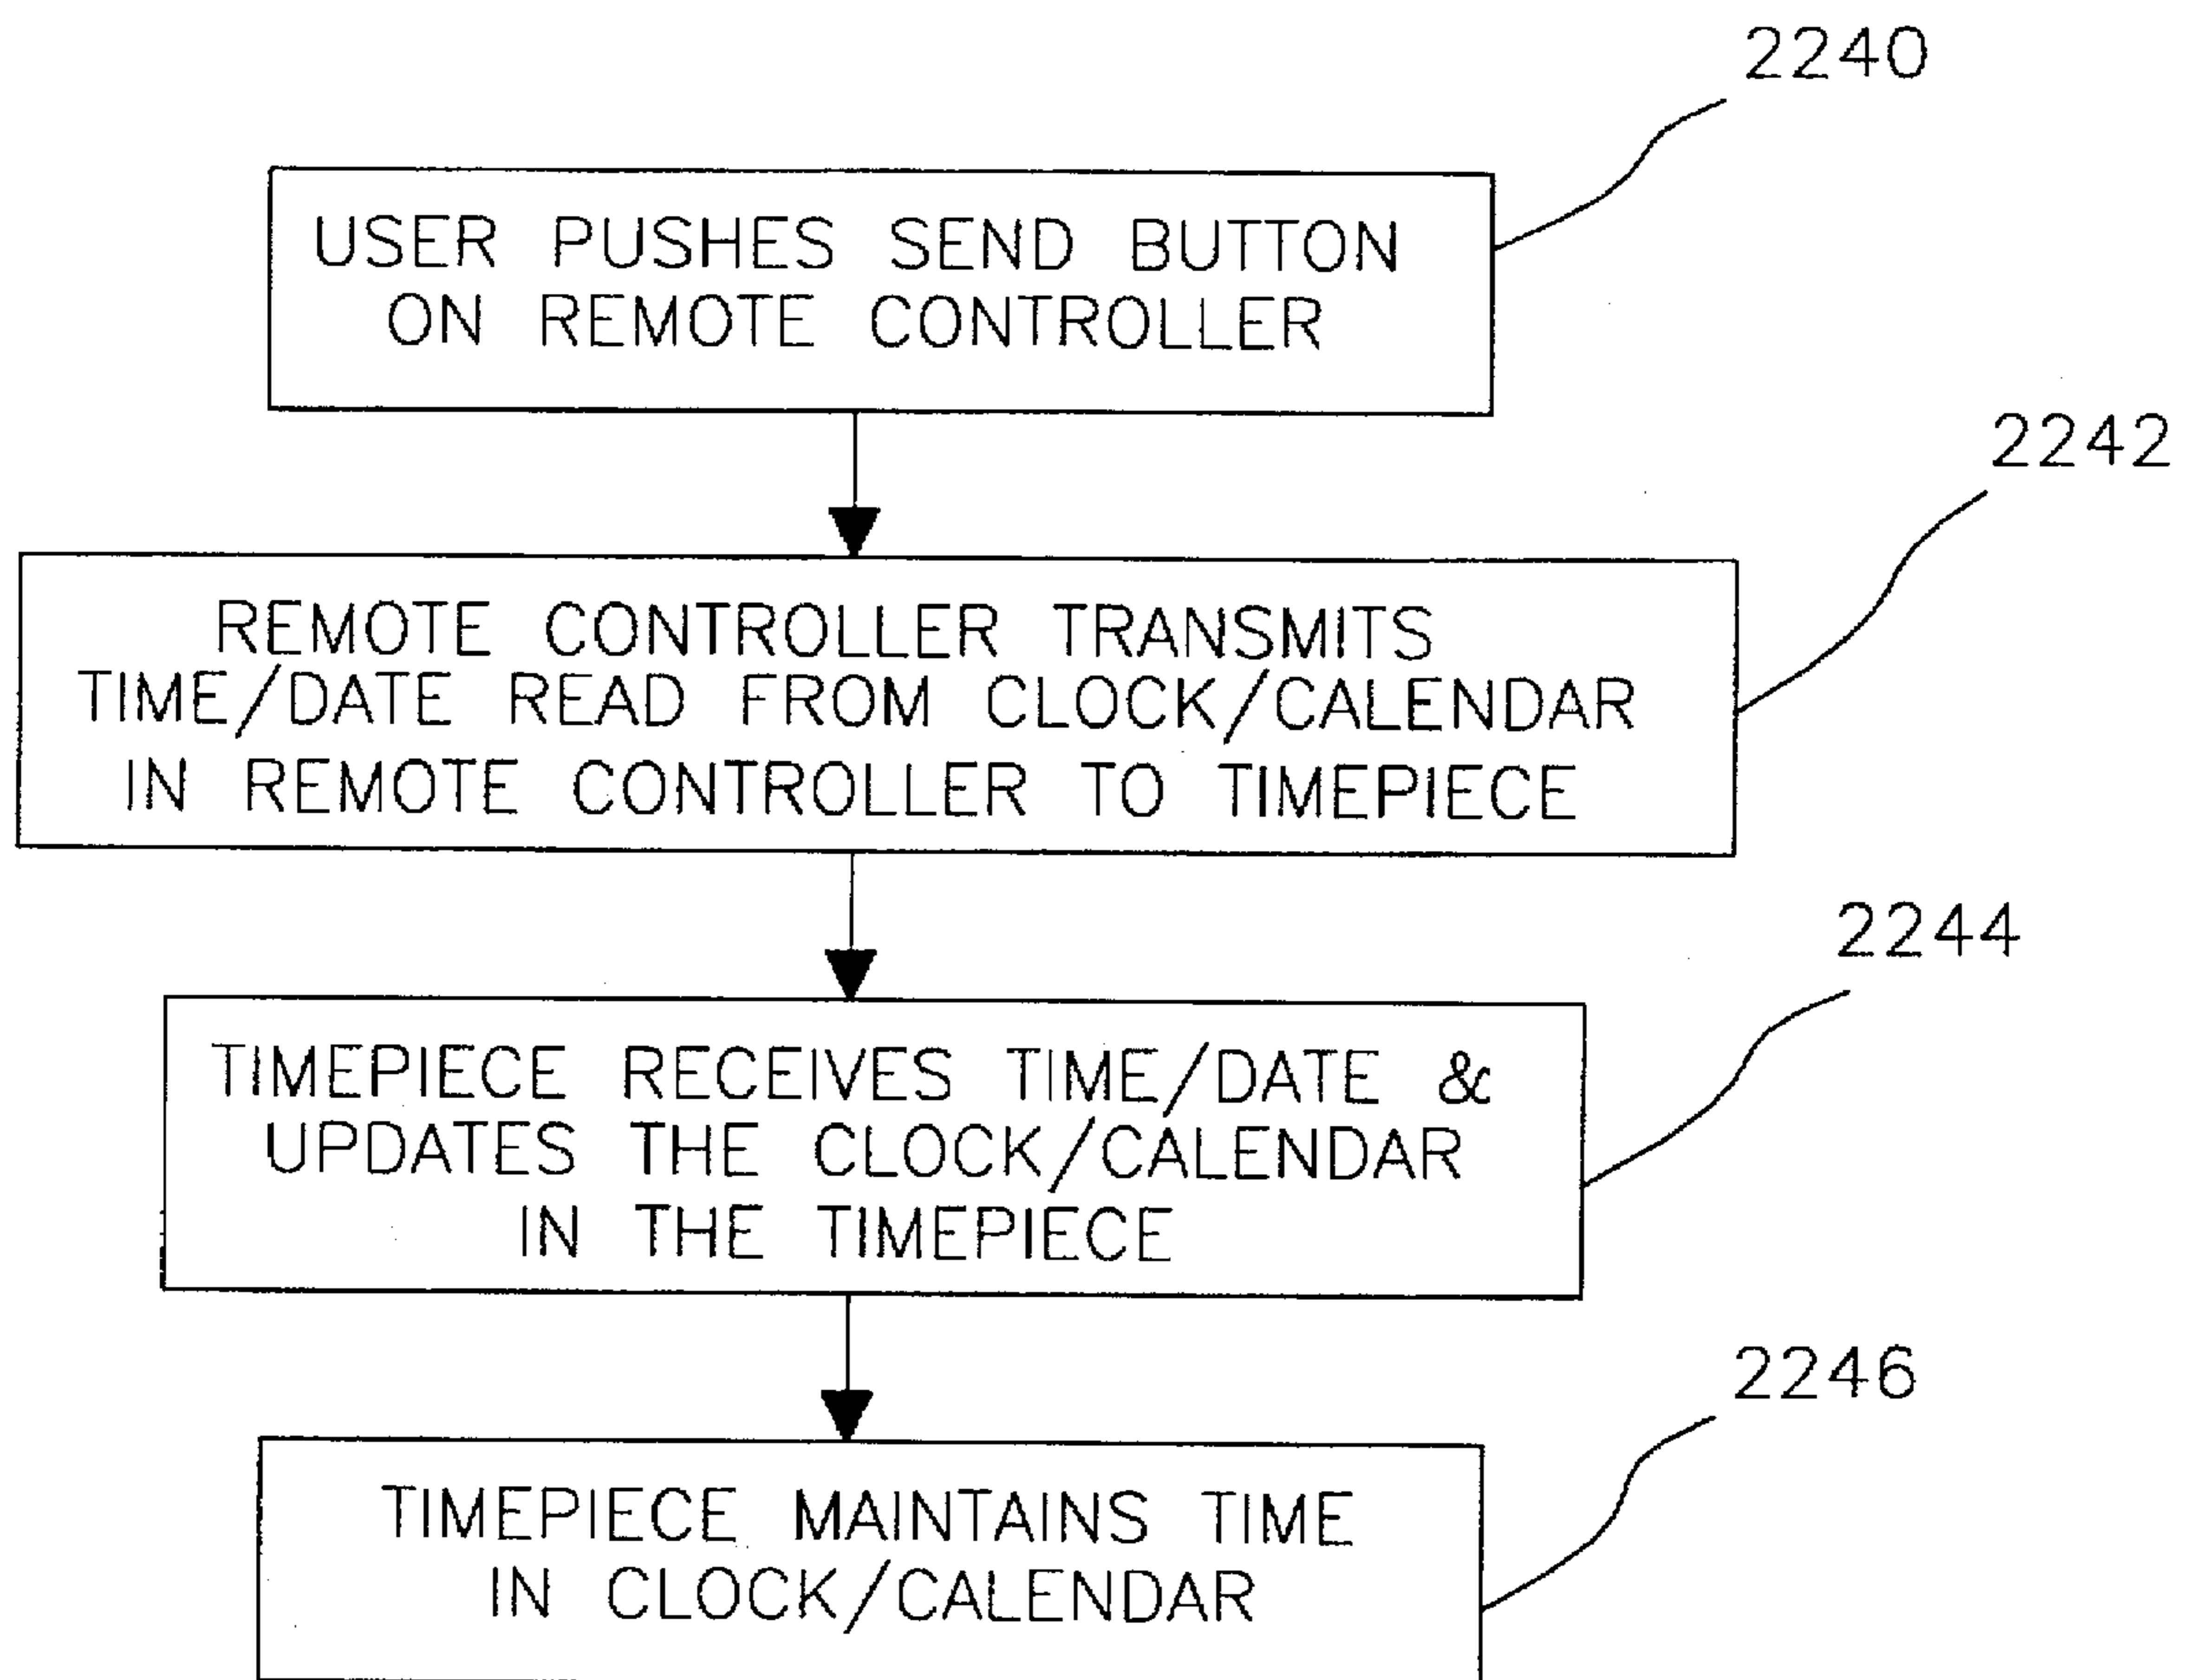 2240
USER PUSHES SEND BUTTON
ON REMOTE CONTROLLER
2242
REMOTE CONTROLLER TRANSMITS
TIME/DATE READ FROM CLOCK/CALENDAR
IN REMOTE CONTROLLER TO TIMEPIECE
2244
TIMEPIECE RECEIVES TIME/DATE &
UPDATES THE CLOCK/CALENDAR
IN THE TIMEPIECE
2246
TIMEPIECE MAINTAINS TIME
IN CLOCK/CALENDAR